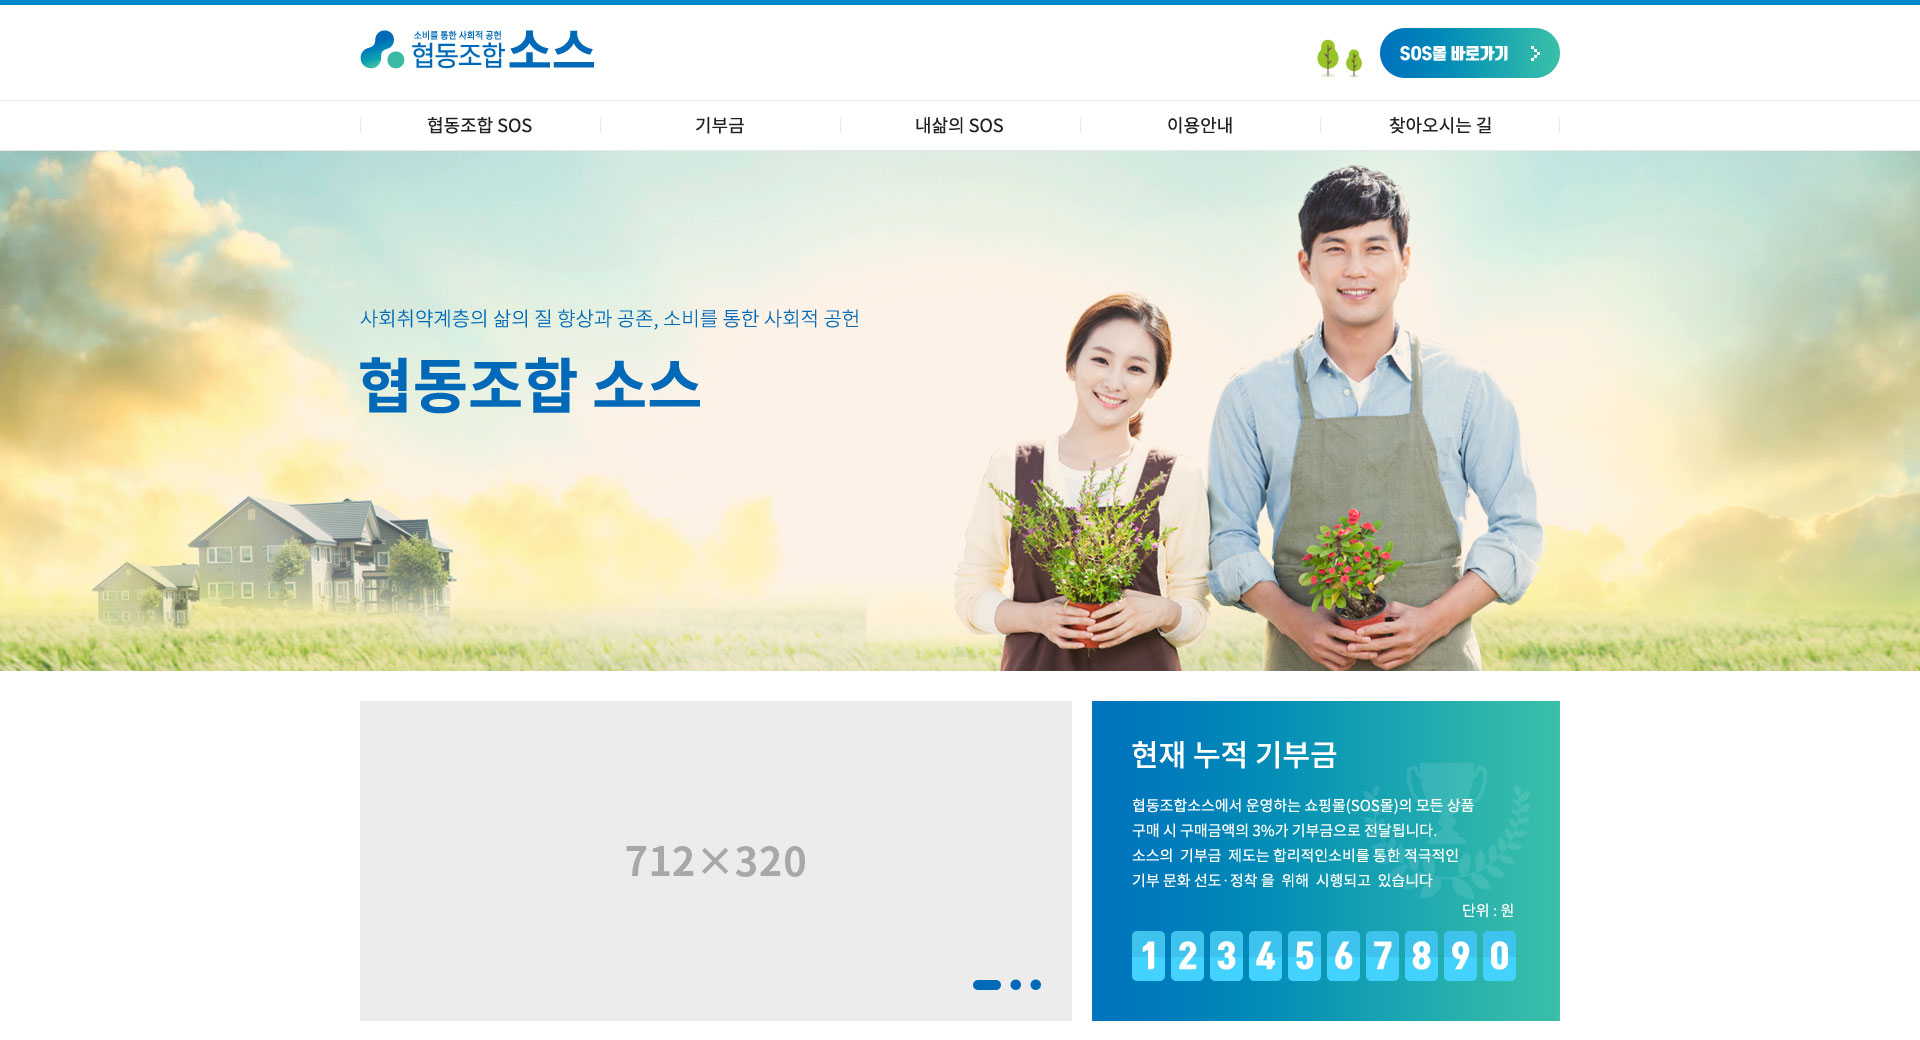 소비를 통한 사회적 공헌
협동조합 소스
SOS몰 바로가기
협동조합 SOS
기부금
내삶의 SOS
이용안내
찾아오시는 길
사회취약계층의 삶의 질 향상과 공존, 소비를 통한 사회적 공헌
협동조합 소스
712×320
현재 누적 기부금
협동조합소스에서 운영하는 쇼핑몰(SOS몰)의 모든 상품
구매 시 구매금액의 3%가 기부금으로 전달됩니다.
소스의 기부금 제도는 합리적인소비를 통한 적극적인
기부 문화 선도·정착 을 위해 시행되고 있습니다
단위 : 원
1 2 3 4 5 6 7 8 9 0